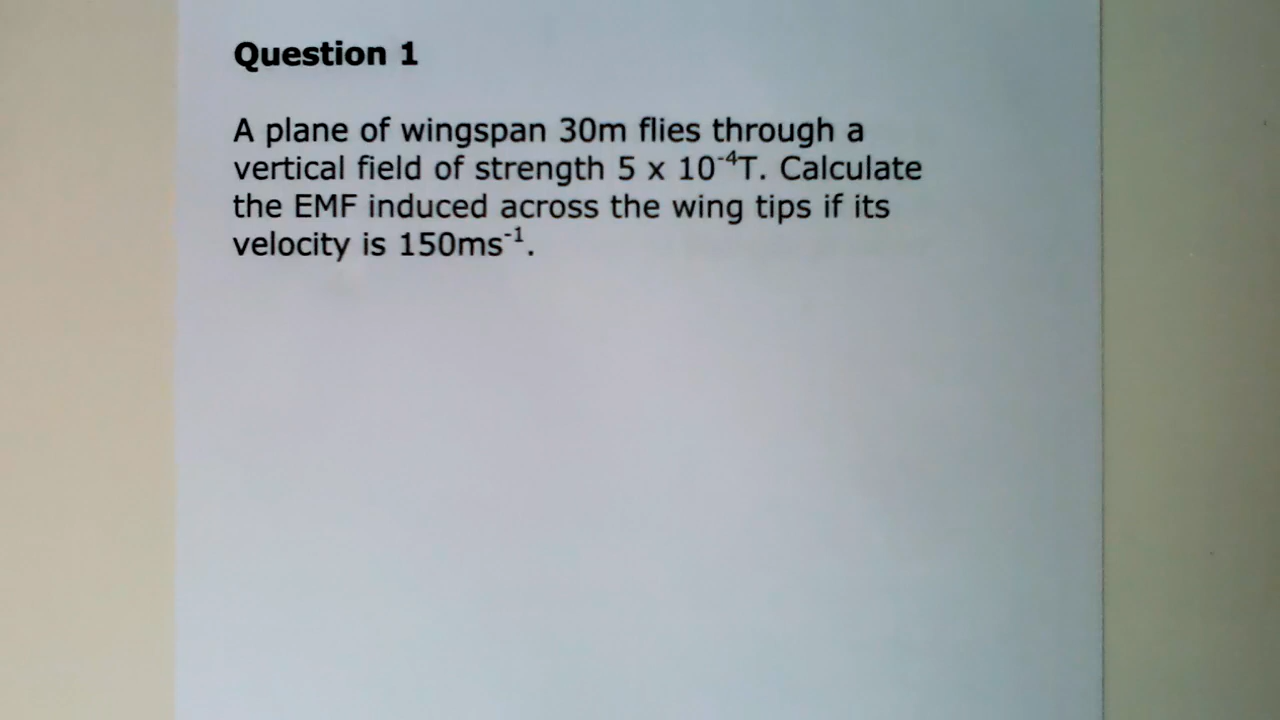 Question 1
A plane of wingspan 30m flies through a
vertical field of strength 5 x 10⁻⁴T. Calculate
the EMF induced across the wing tips if its
velocity is 150ms⁻¹.